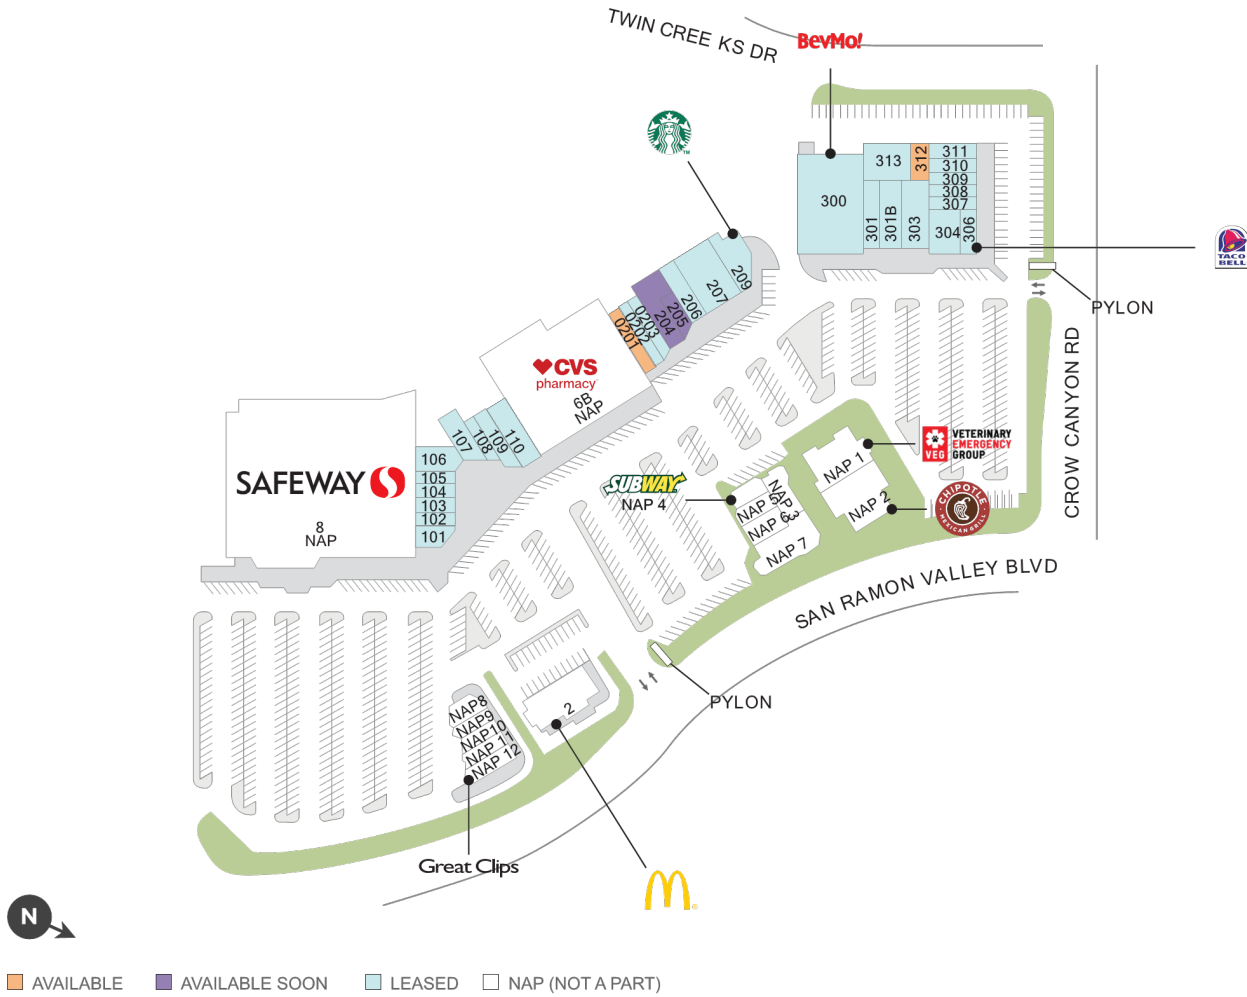 TWIN CREE KS DR
BevMo!
TM
313
312
311
310
309
308
307
300
301
301B
303
304
306
TACO
BELL
PYLON
CROW CANYON RD
209
207
206
205
204
0203
0202
0201
CVS
pharmacy
6B
NAP
110
109
108
107
106
105
104
103
102
101
SAFEWAY
8
NAP
VEG
VETERINARY
EMERGENCY
GROUP
NAP 1
NAP 2
CHIPOTLE
MEXICAN GRILL
SUBWAY
NAP 4
NAP 3
NAP 5
NAP 6
NAP 7
SAN RAMON VALLEY BLVD
PYLON
2
NAP8
NAP9
NAP10
NAP 11
NAP 12
Great Clips
N
AVAILABLE
AVAILABLE SOON
LEASED
NAP (NOT A PART)